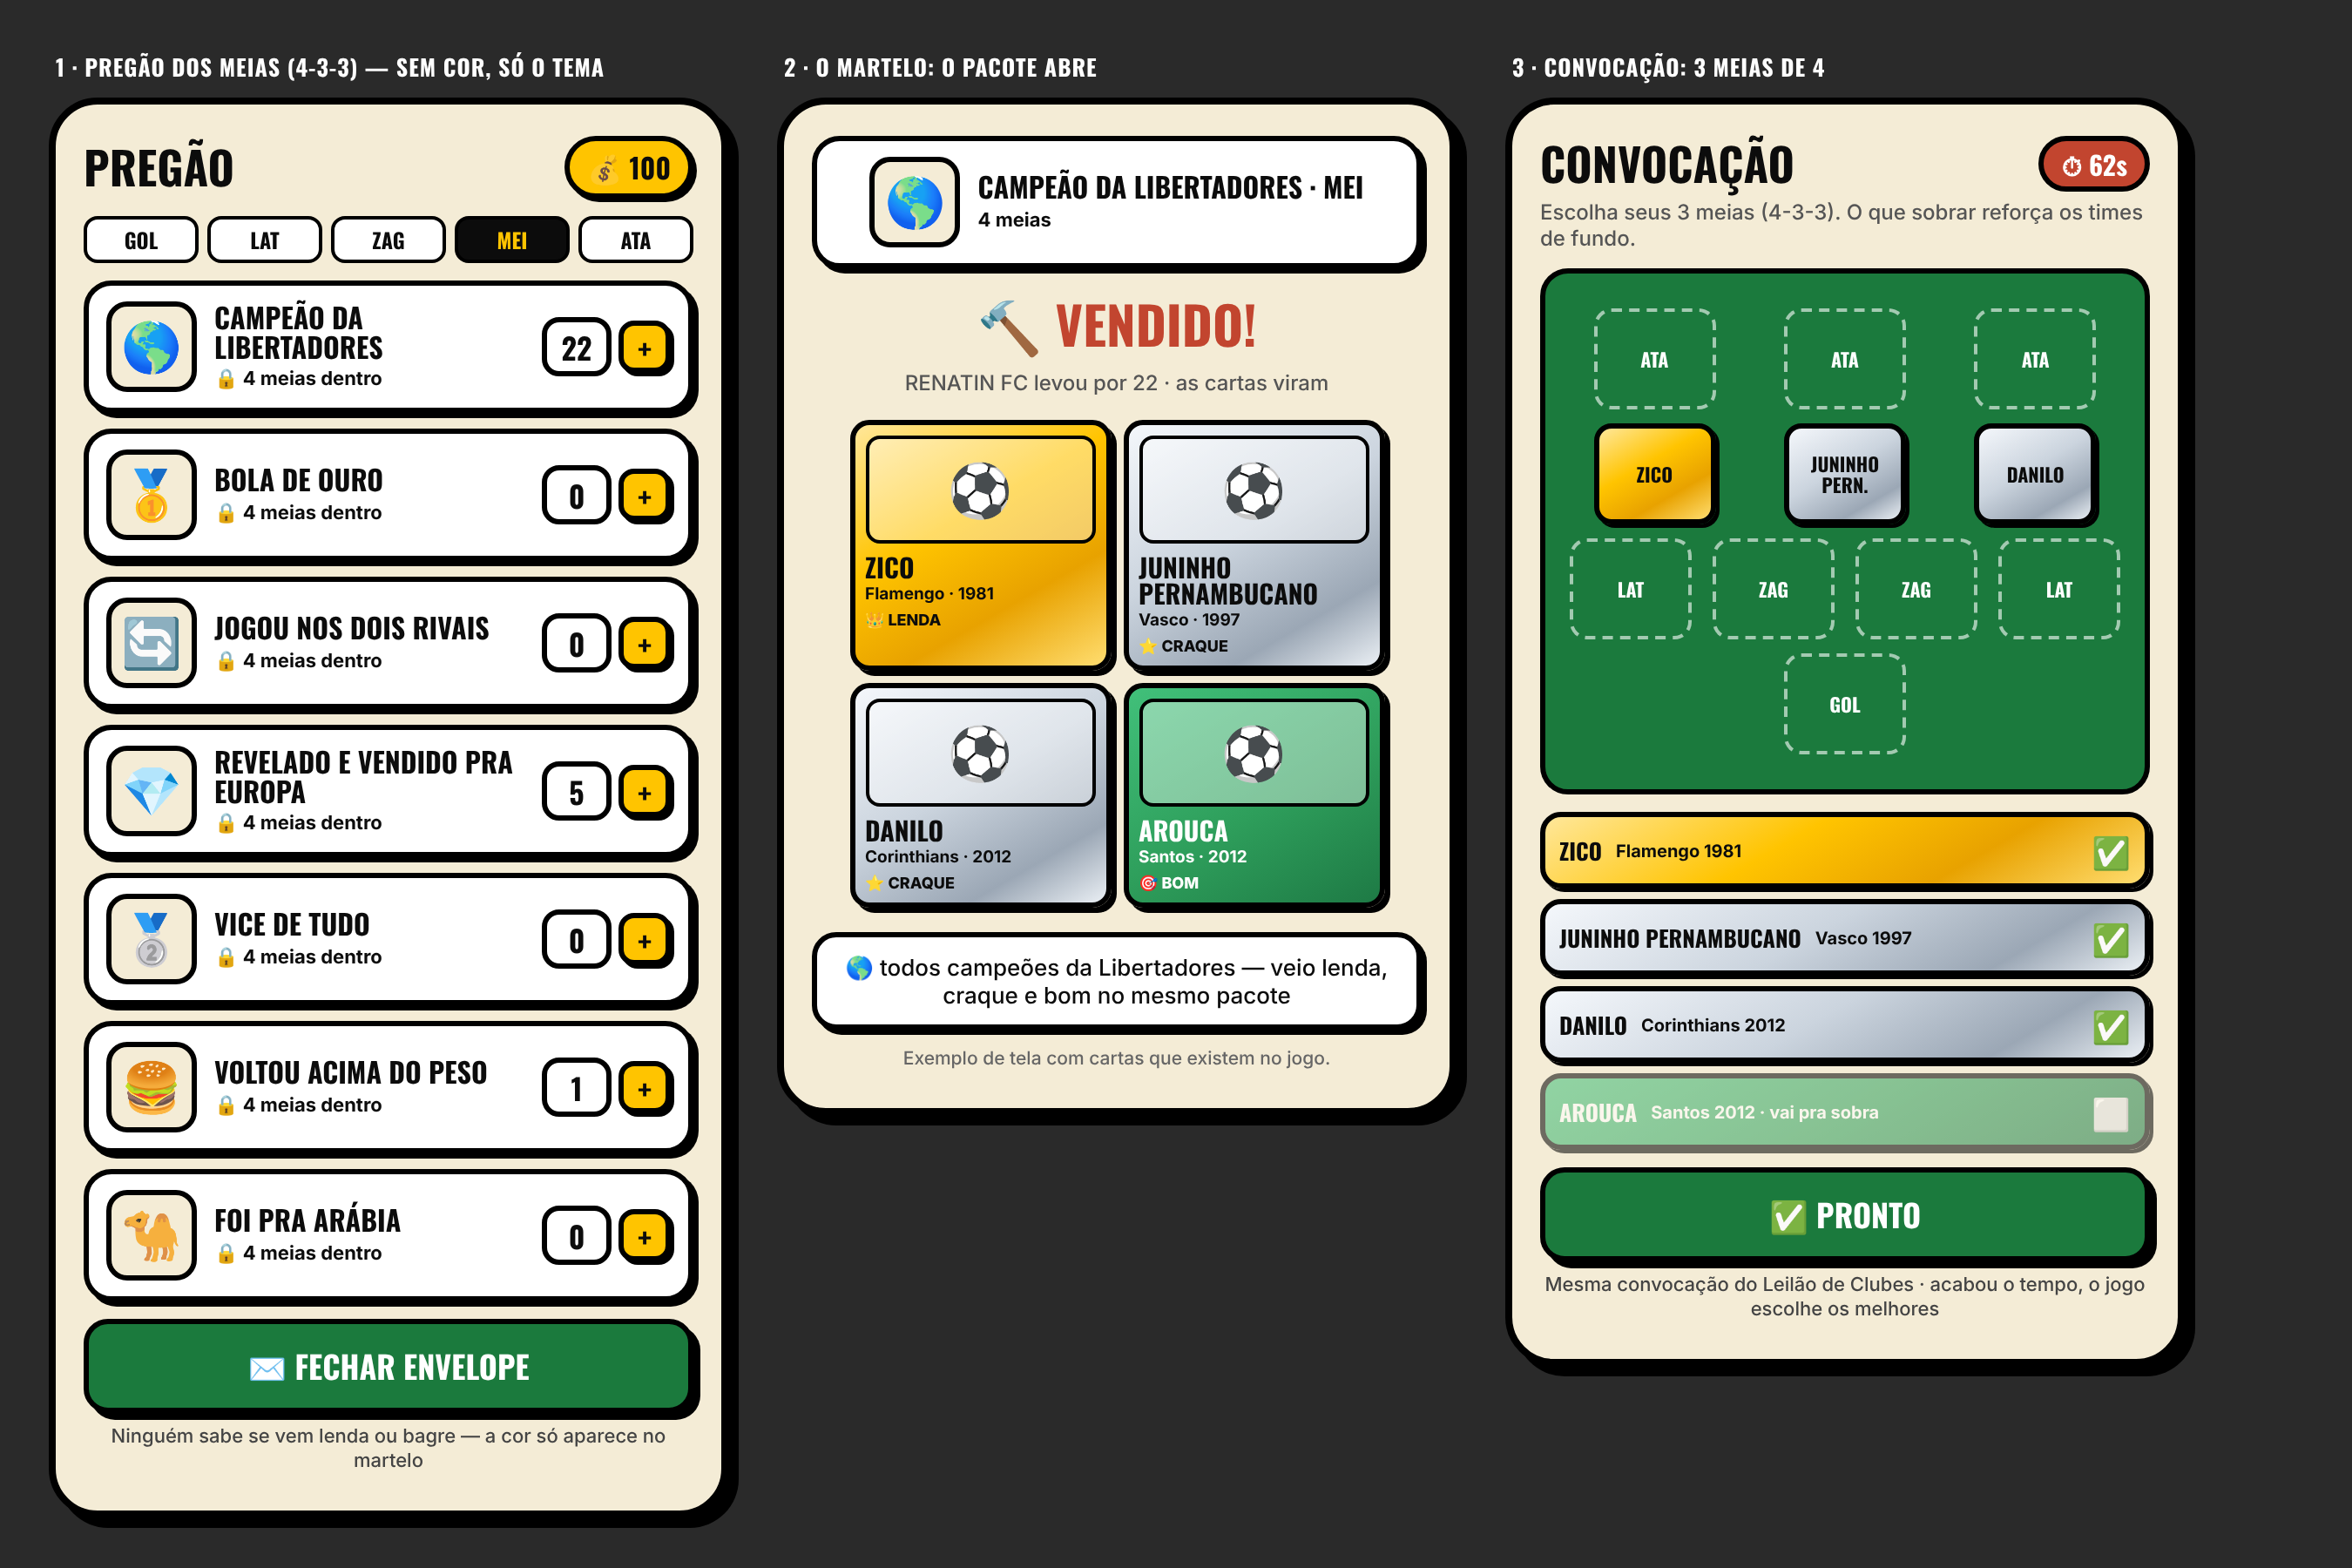 1 · PREGÃO DOS MEIAS (4-3-3) — SEM COR, SÓ O TEMA
PREGÃO
💰 100
GOL
LAT
ZAG
MEI
ATA
CAMPEÃO DA
LIBERTADORES
🔒 4 meias dentro
22
+
BOLA DE OURO
🔒 4 meias dentro
0
+
JOGOU NOS DOIS RIVAIS
🔒 4 meias dentro
0
+
REVELADO E VENDIDO PRA
EUROPA
🔒 4 meias dentro
5
+
VICE DE TUDO
🔒 4 meias dentro
0
+
VOLTOU ACIMA DO PESO
🔒 4 meias dentro
1
+
FOI PRA ARÁBIA
🔒 4 meias dentro
0
+
✉️ FECHAR ENVELOPE
Ninguém sabe se vem lenda ou bagre — a cor só aparece no
martelo
2 · O MARTELO: O PACOTE ABRE
CAMPEÃO DA LIBERTADORES · MEI
4 meias
🔨 VENDIDO!
RENATIN FC levou por 22 · as cartas viram
ZICO
Flamengo · 1981
👑 LENDA
JUNINHO
PERNAMBUCANO
Vasco · 1997
⭐ CRAQUE
DANILO
Corinthians · 2012
⭐ CRAQUE
AROUCA
Santos · 2012
🎯 BOM
🌎 todos campeões da Libertadores — veio lenda,
craque e bom no mesmo pacote
Exemplo de tela com cartas que existem no jogo.
3 · CONVOCAÇÃO: 3 MEIAS DE 4
CONVOCAÇÃO
⏱ 62s
Escolha seus 3 meias (4-3-3). O que sobrar reforça os times
de fundo.
ATA
ATA
ATA
ZICO
JUNINHO
PERN.
DANILO
LAT
ZAG
ZAG
LAT
GOL
ZICO Flamengo 1981 ✅
JUNINHO PERNAMBUCANO Vasco 1997 ✅
DANILO Corinthians 2012 ✅
AROUCA Santos 2012 · vai pra sobra ⬜
✅ PRONTO
Mesma convocação do Leilão de Clubes · acabou o tempo, o jogo
escolhe os melhores